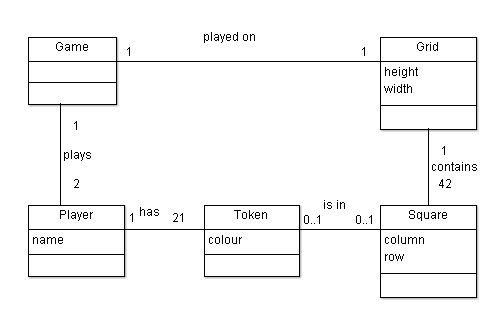 played on
Game
1
1
Grid
height
width
1
plays
2
1
contains
42
Player
1
has
21
Token
is in
0..1
0..1
Square
name
colour
column
row